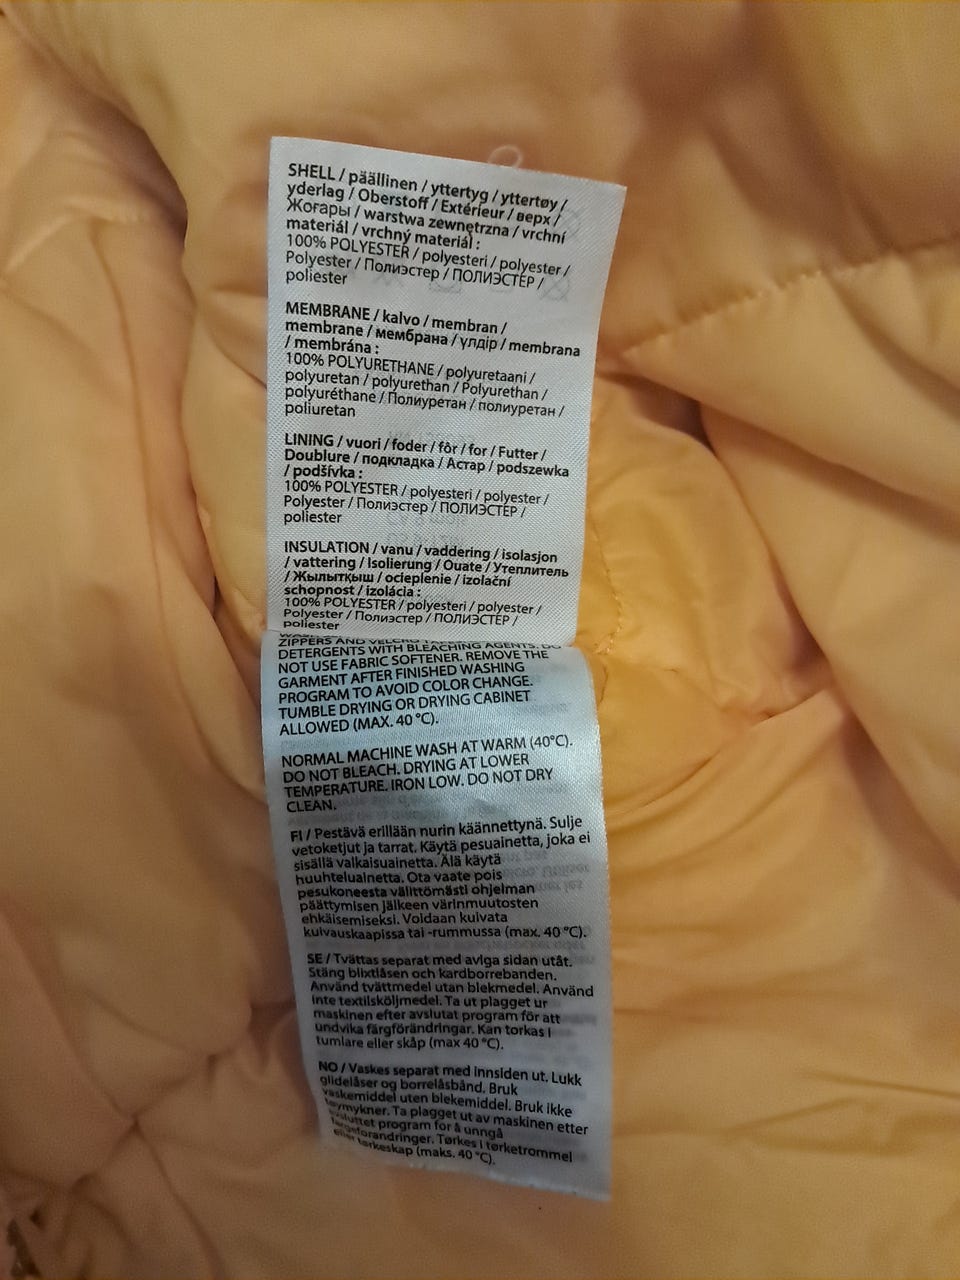 SHELL / päällinen / yttertyg / yttertøy /
yderlag / Oberstoff / Extérieur / верх /
Жоғары / warstwa zewnętrzna / vrchní
materiál / vrchný materiál :
100% POLYESTER / polyesteri / polyester /
Polyester / Полиэстер / ПОЛИЭСТЕР /
poliester
MEMBRANE / kalvo / membran /
membrane / мембрана / үлдір / membrana
/ membrána :
100% POLYURETHANE / polyuretaani /
polyuretan / polyurethan / Polyurethan /
polyuréthane / Полиуретан / полиуретан /
poliuretan
LINING / vuori / foder / fôr / for / Futter /
Doublure / подкладка / Астар / podszewka
/ podšívka :
100% POLYESTER / polyesteri / polyester /
Polyester / Полиэстер / ПОЛИЭСТЕР /
poliester
INSULATION / vanu / vaddering / isolasjon
/ vattering / Isolierung / Ouate / Утеплитель
/ Жылытқыш / ocieplenie / izolační
schopnost / izolácia :
100% POLYESTER / polyesteri / polyester /
Polyester / Полиэстер / ПОЛИЭСТЕР /
poliester
ZIPPERS AND VELCRO
DETERGENTS WITH BLEACHING AGENTS. DO
NOT USE FABRIC SOFTENER. REMOVE THE
GARMENT AFTER FINISHED WASHING
PROGRAM TO AVOID COLOR CHANGE.
TUMBLE DRYING OR DRYING CABINET
ALLOWED (MAX. 40 °C).
NORMAL MACHINE WASH AT WARM (40°C).
DO NOT BLEACH. DRYING AT LOWER
TEMPERATURE. IRON LOW. DO NOT DRY
CLEAN.
FI / Pestävä erillään nurin käännettynä. Sulje
vetoketjut ja tarrat. Käytä pesuainetta, joka ei
sisällä valkaisuainetta. Älä käytä
huuhteluainetta. Ota vaate pois
pesukoneesta välittömästi ohjelman
päättymisen jälkeen värinmuutosten
ehkäisemiseksi. Voldaan kuivata
kuivauskaapissa tai -rummussa (max. 40 °C).
SE / Tvättas separat med aviga sidan utåt.
Stäng blixtlåsen och kardborrebanden.
Använd tvättmedel utan blekmedel. Använd
inte textilsköljmedel. Ta ut plagget ur
maskinen efter avslutat program för att
undvika färgförändringar. Kan torkas i
tumlare eller skåp (max 40 °C).
NO / Vaskes separat med innsiden ut. Lukk
glidelåser og borrelåsbånd. Bruk
vaskemiddel uten blekemiddel. Bruk ikke
tøymykner. Ta plagget ut av maskinen etter
avsluttet program for å unngå
fargeforandringer. Tørkes i tørketrommel
eller tørkeskap (maks. 40 °C).